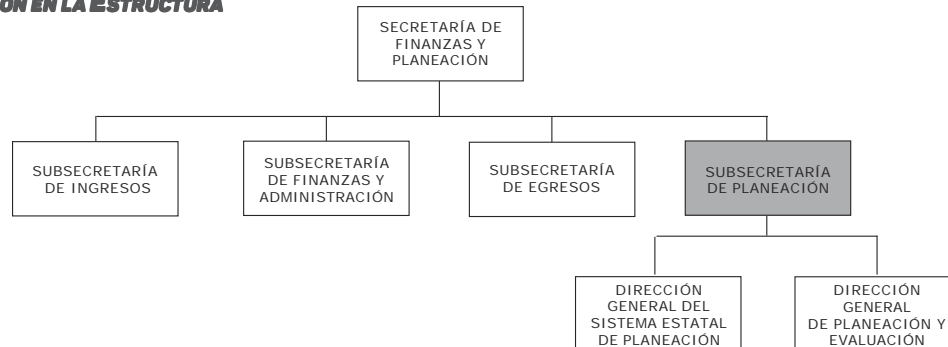 ÓN EN LA ESTRUCTURA
SECRETARÍA DE
FINANZAS Y
PLANEACIÓN
SUBSECRETARÍA
DE INGRESOS
SUBSECRETARÍA
DE FINANZAS Y
ADMINISTRACIÓN
SUBSECRETARÍA
DE EGRESOS
SUBSECRETARÍA
DE PLANEACIÓN
DIRECCIÓN
GENERAL DEL
SISTEMA ESTATAL
DE PLANEACIÓN
DIRECCIÓN
GENERAL
DE PLANEACIÓN Y
EVALUACIÓN